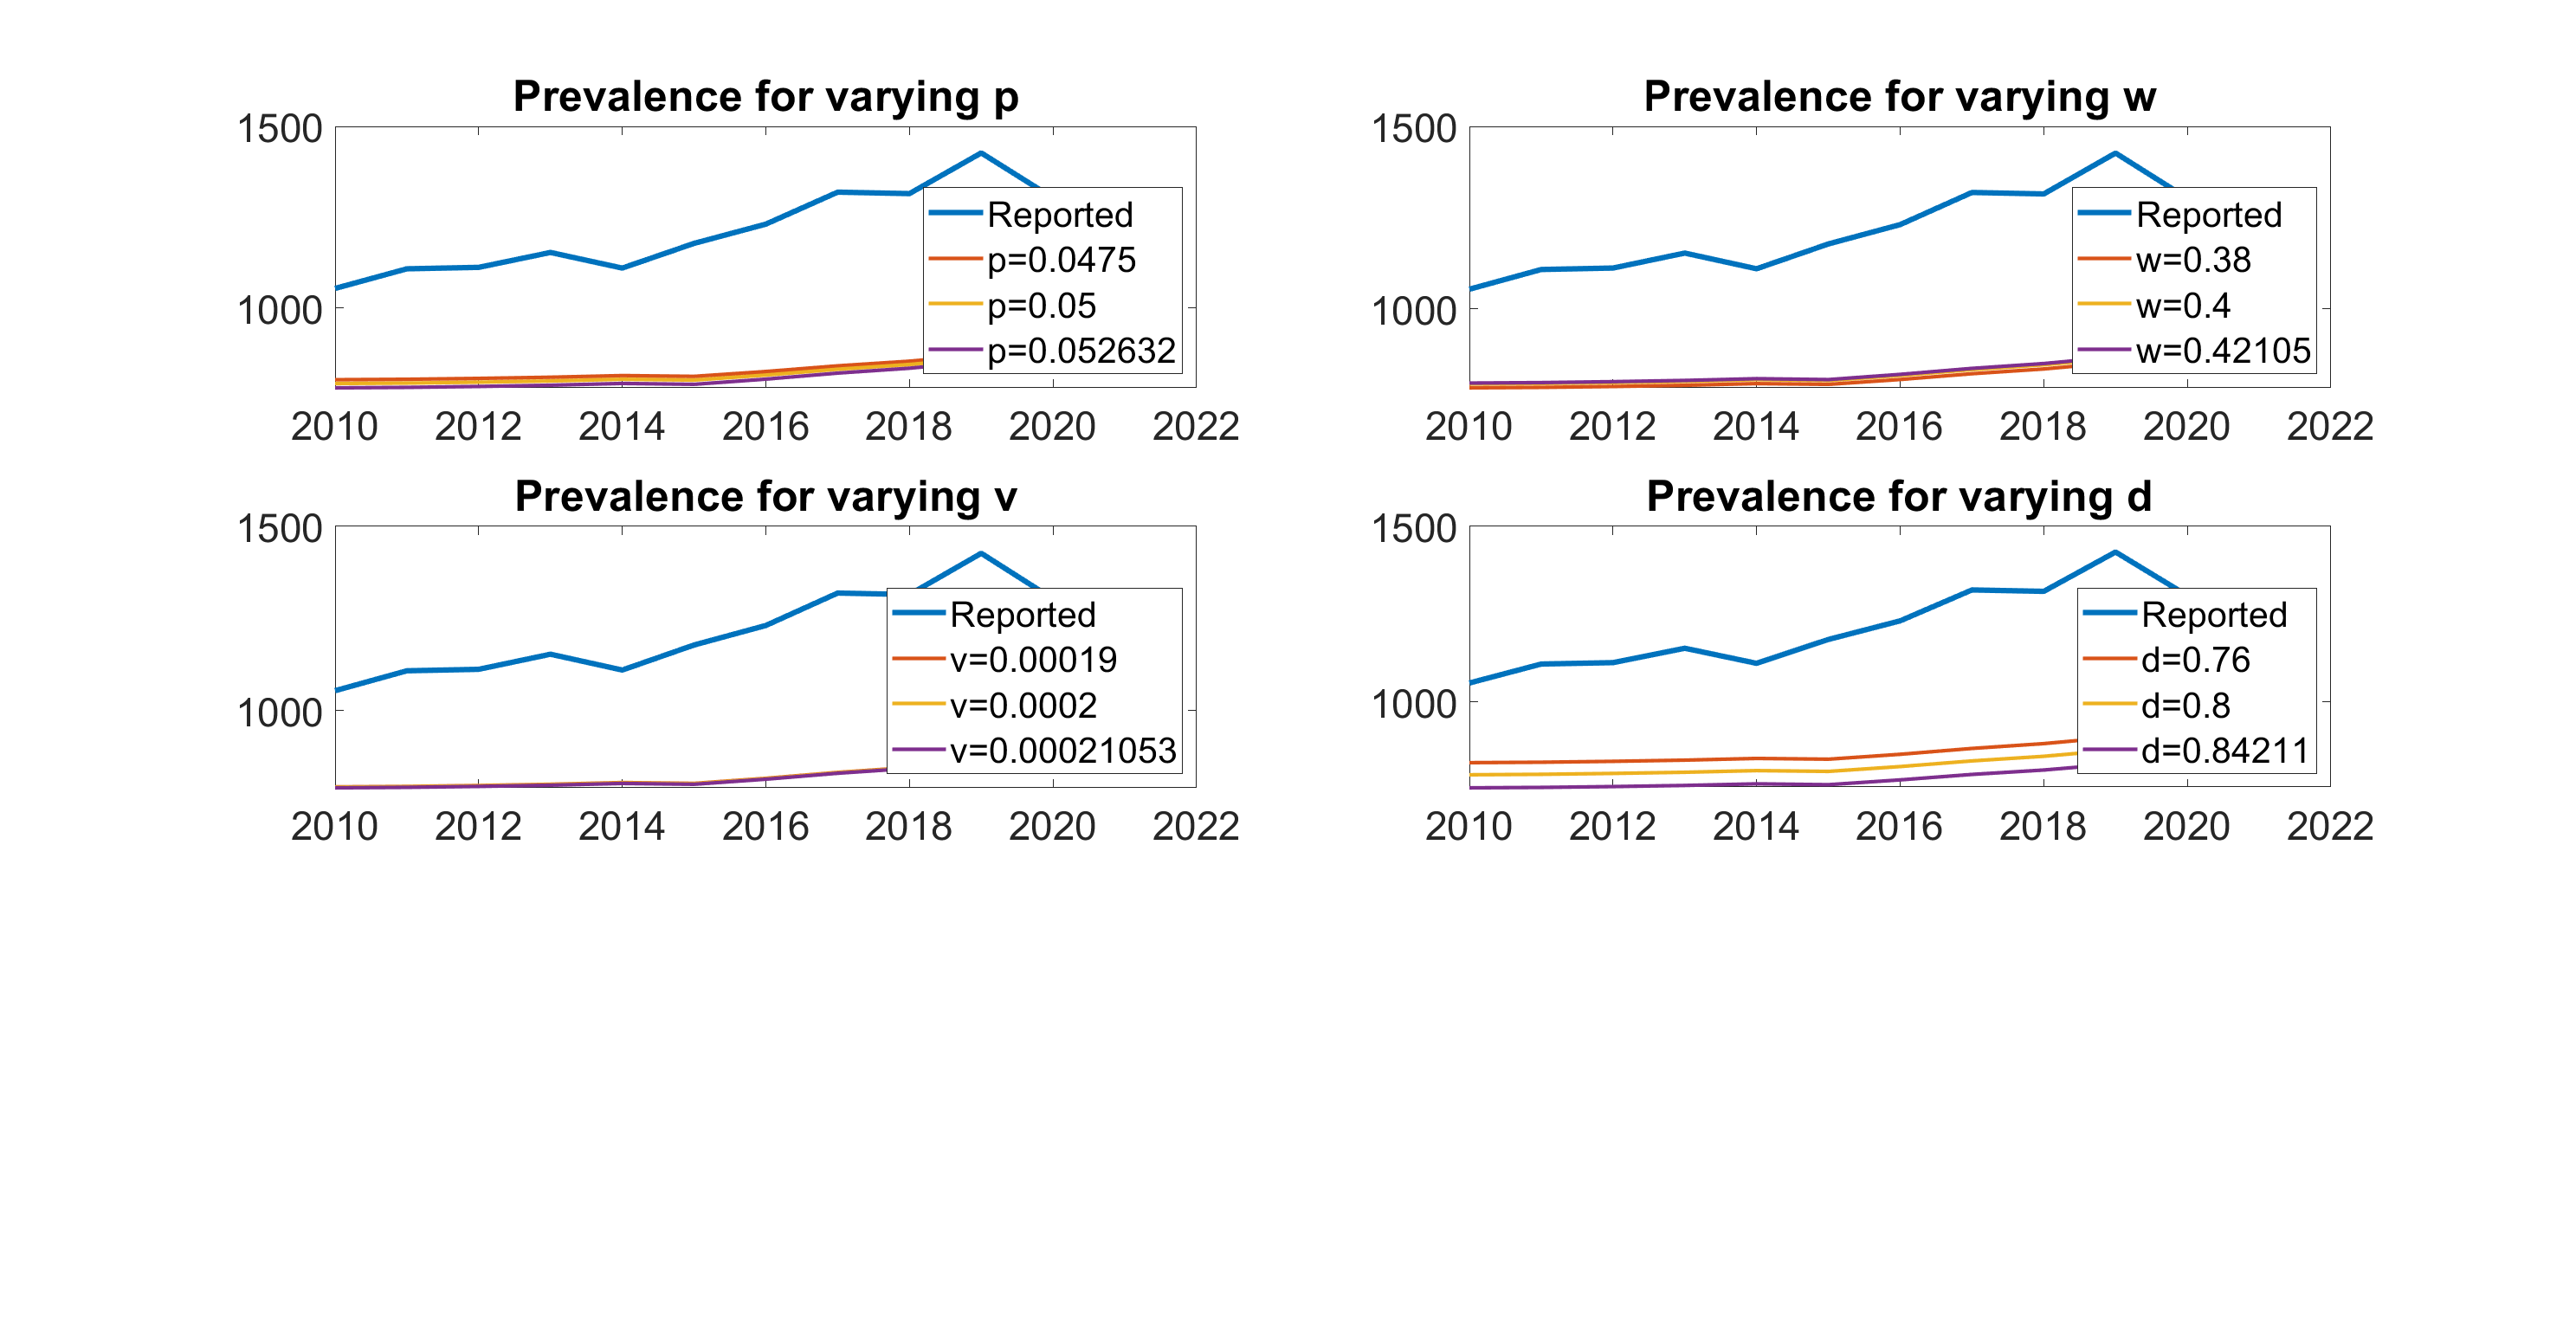 Prevalence for varying p
1500
1000
Reported
p=0.0475
p=0.05
p=0.052632
2010 2012 2014 2016 2018 2020 2022
Prevalence for varying w
1500
1000
Reported
w=0.38
w=0.4
w=0.42105
2010 2012 2014 2016 2018 2020 2022
Prevalence for varying v
1500
1000
Reported
v=0.00019
v=0.0002
v=0.00021053
2010 2012 2014 2016 2018 2020 2022
Prevalence for varying d
1500
1000
Reported
d=0.76
d=0.8
d=0.84211
2010 2012 2014 2016 2018 2020 2022